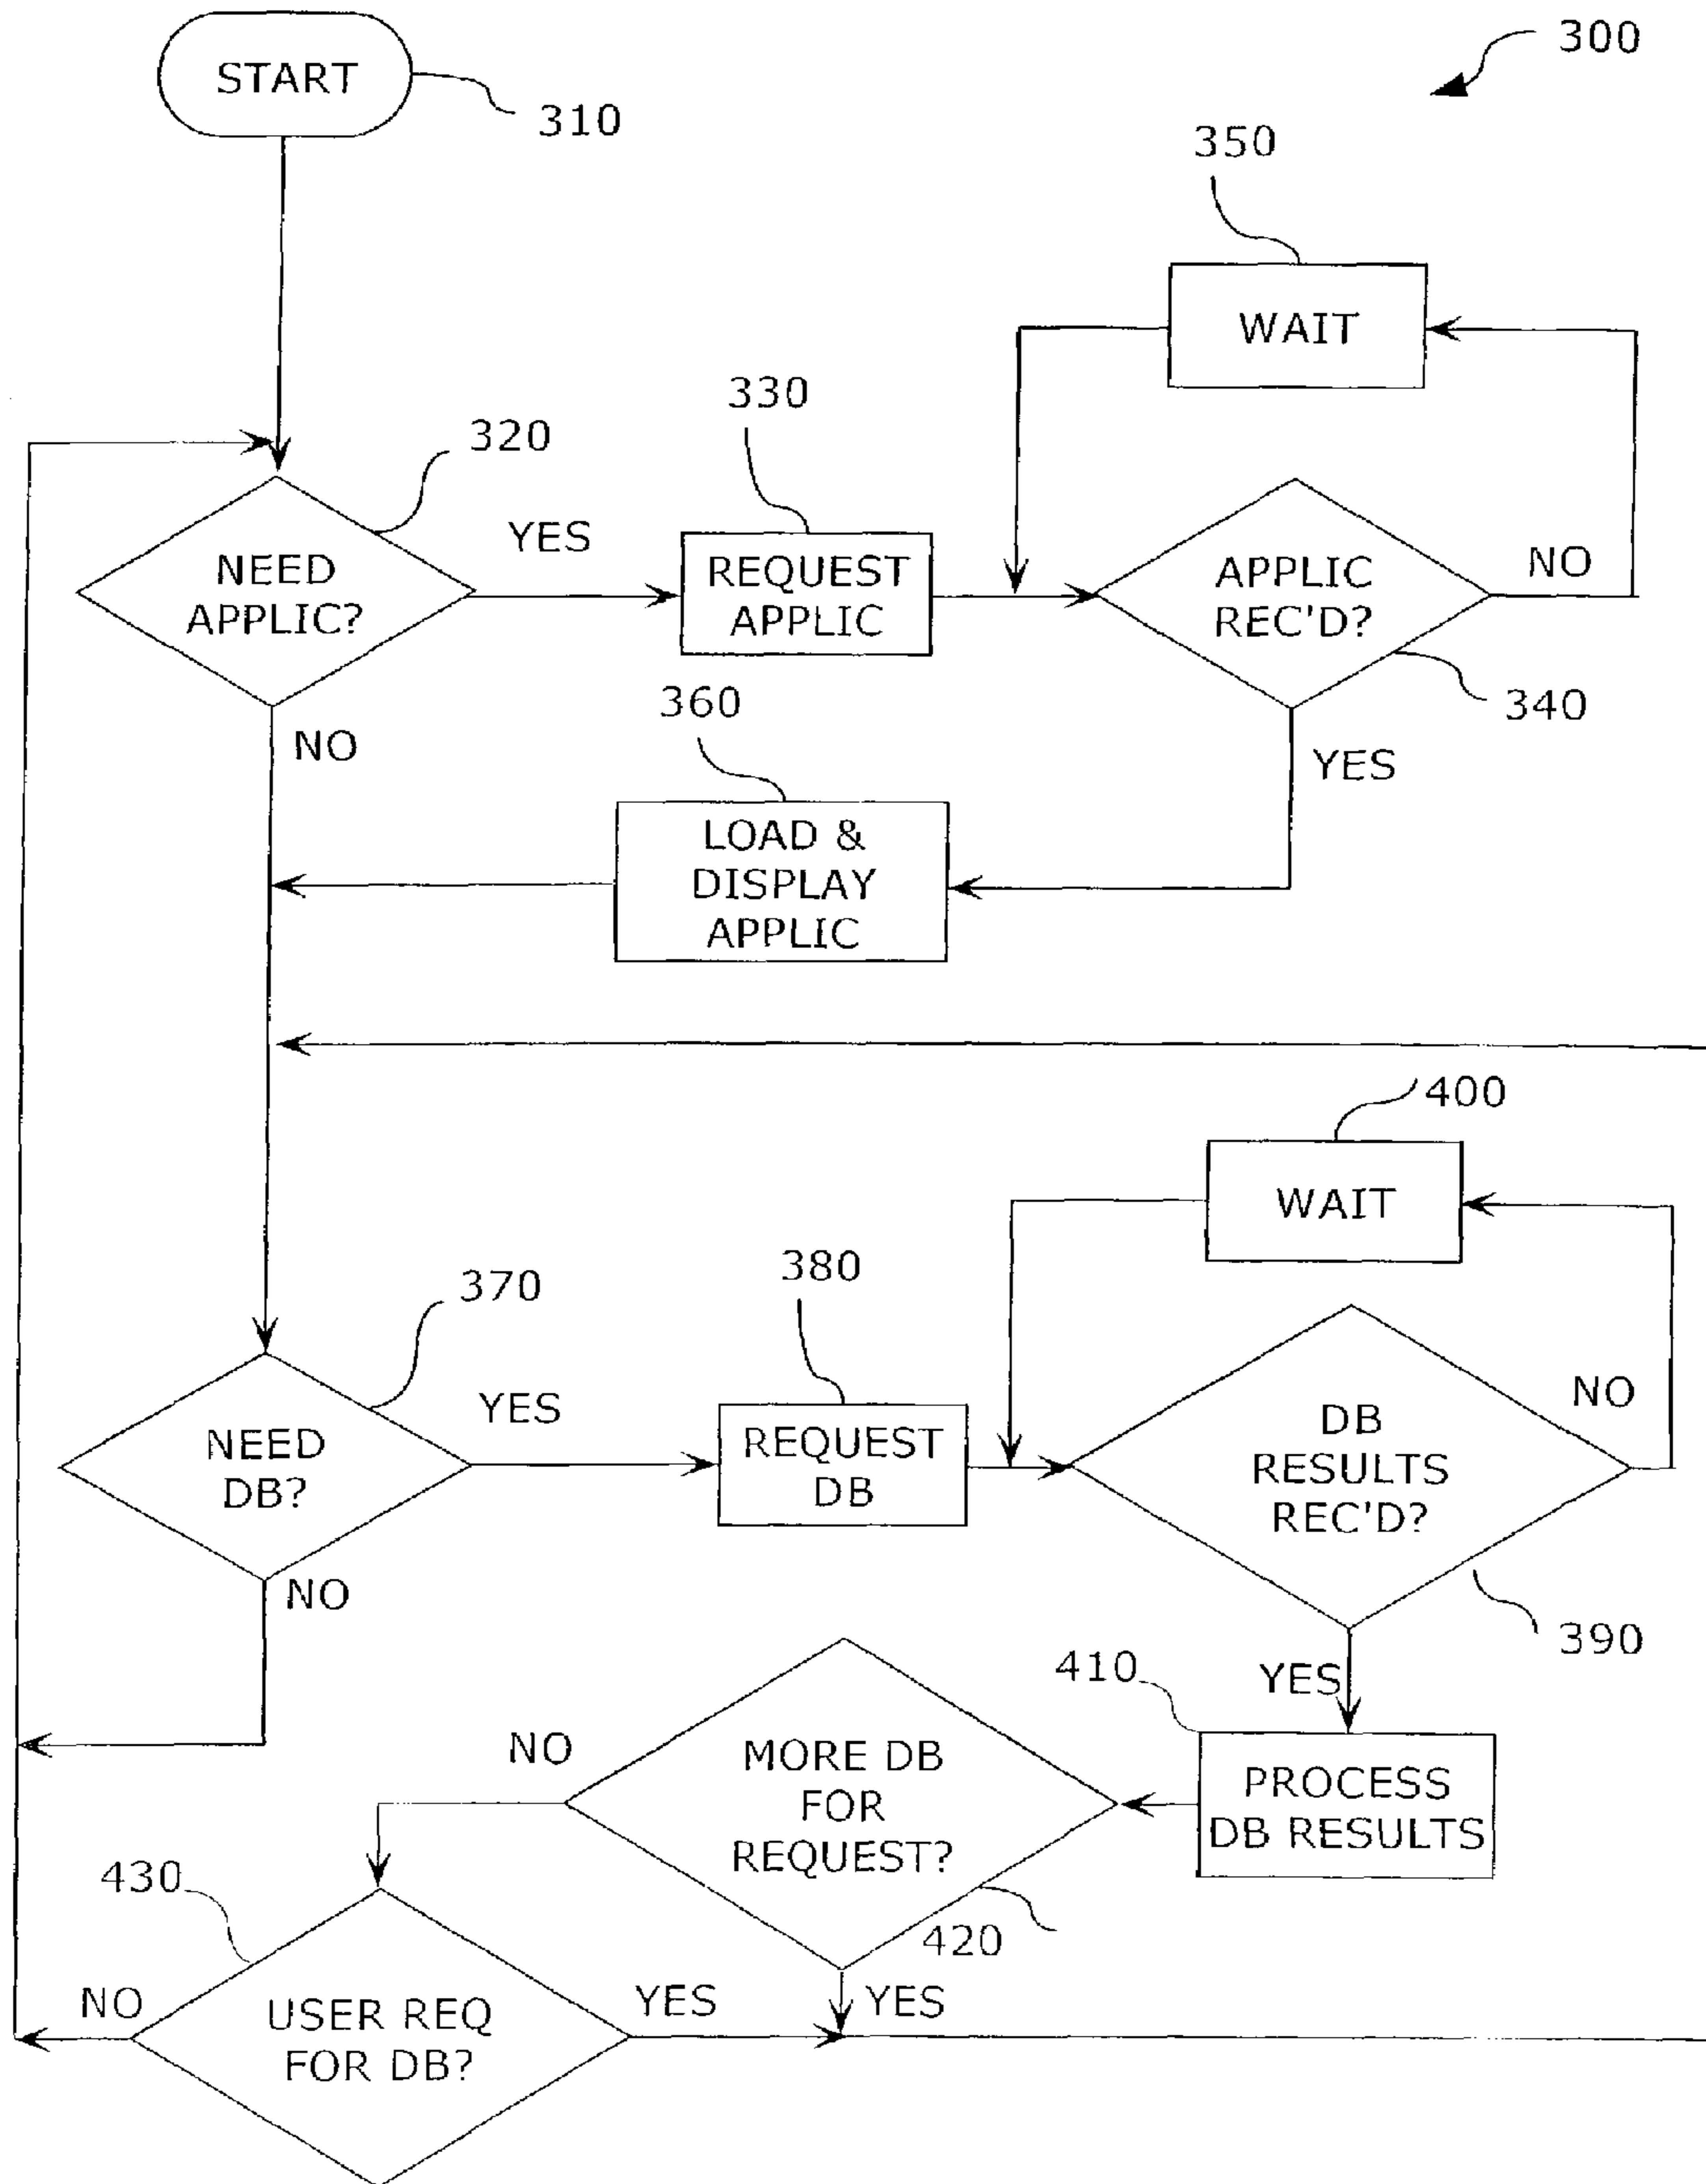 START
310
300
350
WAIT
330
320
YES
NEED
APPLIC?
REQUEST
APPLIC
APPLIC
REC'D?
NO
340
360
NO
YES
LOAD &
DISPLAY
APPLIC
400
WAIT
380
370
YES
NEED
DB?
REQUEST
DB
DB
RESULTS
REC'D?
NO
NO
390
410
YES
NO
MORE DB
FOR
REQUEST?
PROCESS
DB RESULTS
430
420
NO
YES
YES
USER REQ
FOR DB?